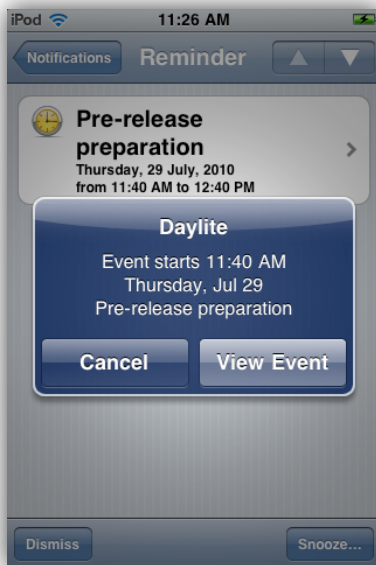 iPod 11:26 AM
Notifications Reminder
Pre-release
preparation
Thursday, 29 July, 2010
from 11:40 AM to 12:40 PM
Daylite
Event starts 11:40 AM
Thursday, Jul 29
Pre-release preparation
Cancel View Event
Dismiss Snooze...